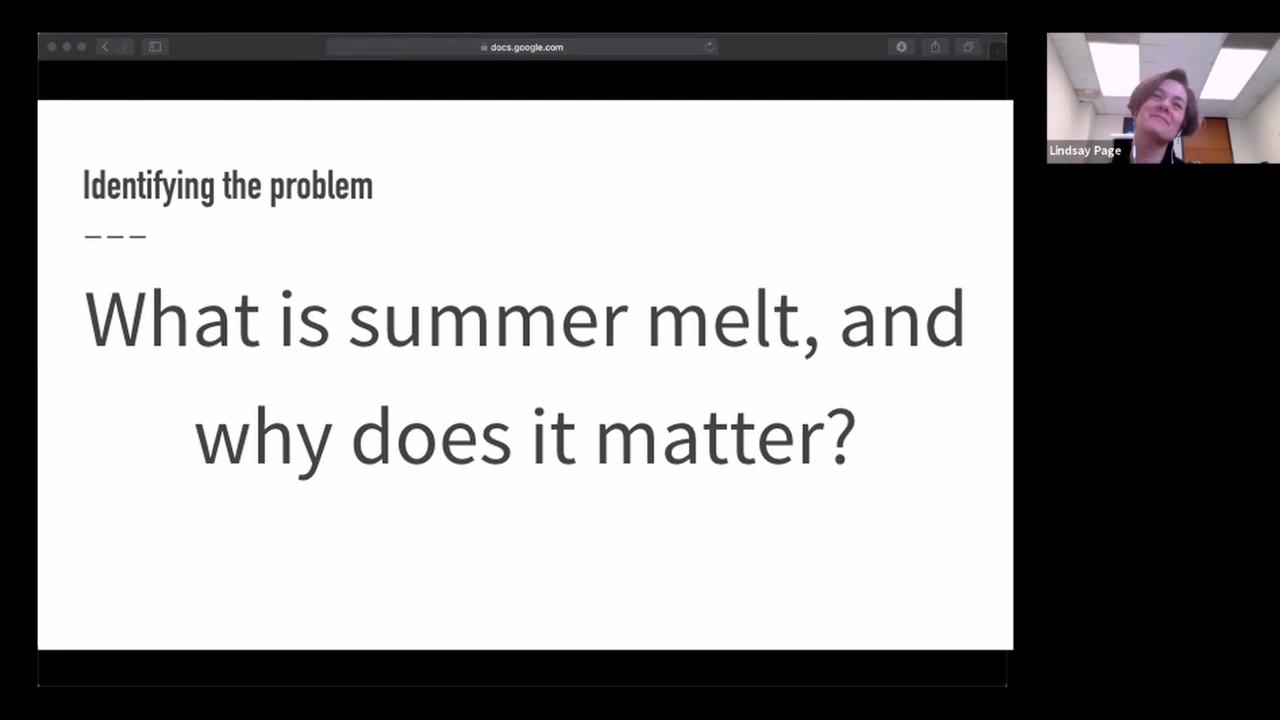 docs.google.com
Identifying the problem
What is summer melt, and
why does it matter?
Lindsay Page